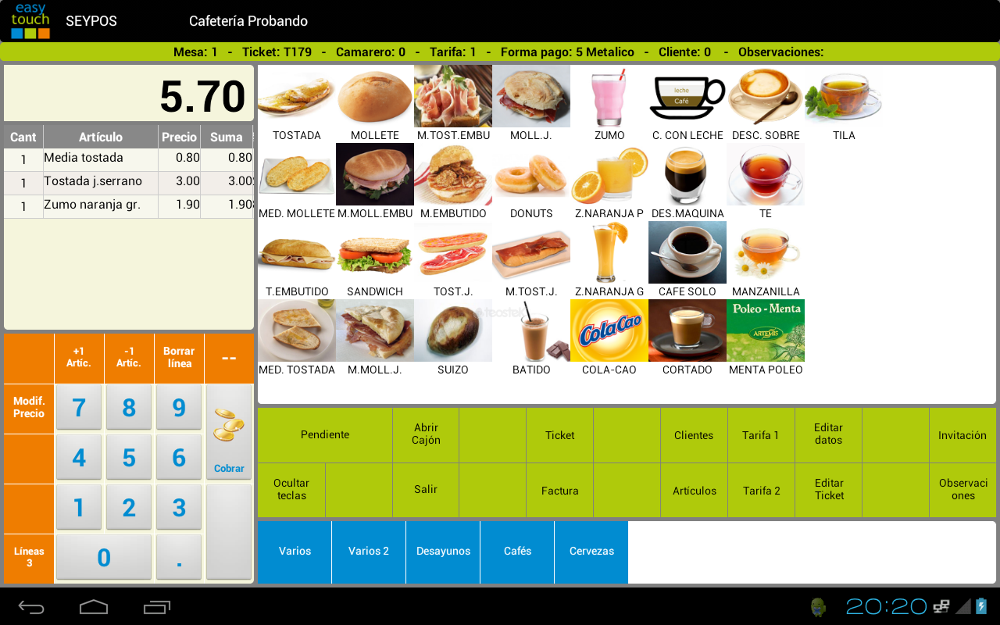 easy
touch
SEYPOS
Cafetería Probando
Mesa: 1 - Ticket: T179 - Camarero: 0 - Tarifa: 1 - Forma pago: 5 Metalico - Cliente: 0 - Observaciones:
5.70
Cant Artículo Precio Suma
1 Media tostada 0.80 0.80
1 Tostada j.serrano 3.00 3.00
1 Zumo naranja gr. 1.90 1.90
leche
Café
TOSTADA MOLLETE M.TOST.EMBU MOLL.J. ZUMO C. CON LECHE DESC. SOBRE TILA
MED. MOLLETE M.MOLL.EMBU M.EMBUTIDO DONUTS Z.NARANJA P DES.MAQUINA TE
T.EMBUTIDO SANDWICH TOST.J. M.TOST.J. Z.NARANJA G CAFE SOLO MANZANILLA
ColaCao
Poleo - Menta
ARTEMIS
MED. TOSTADA M.MOLL.J. SUIZO BATIDO COLA-CAO CORTADO MENTA POLEO
+1
Artíc.
-1
Artíc.
Borrar
línea
--
Modif.
Precio
7 8 9
4 5 6
Cobrar
1 2 3
Líneas
3
0 .
Pendiente
Abrir
Cajón
Ticket
Clientes
Tarifa 1
Editar
datos
Invitación
Ocultar
teclas
Salir
Factura
Artículos
Tarifa 2
Editar
Ticket
Observaci
ones
Varios Varios 2 Desayunos Cafés Cervezas
20:20